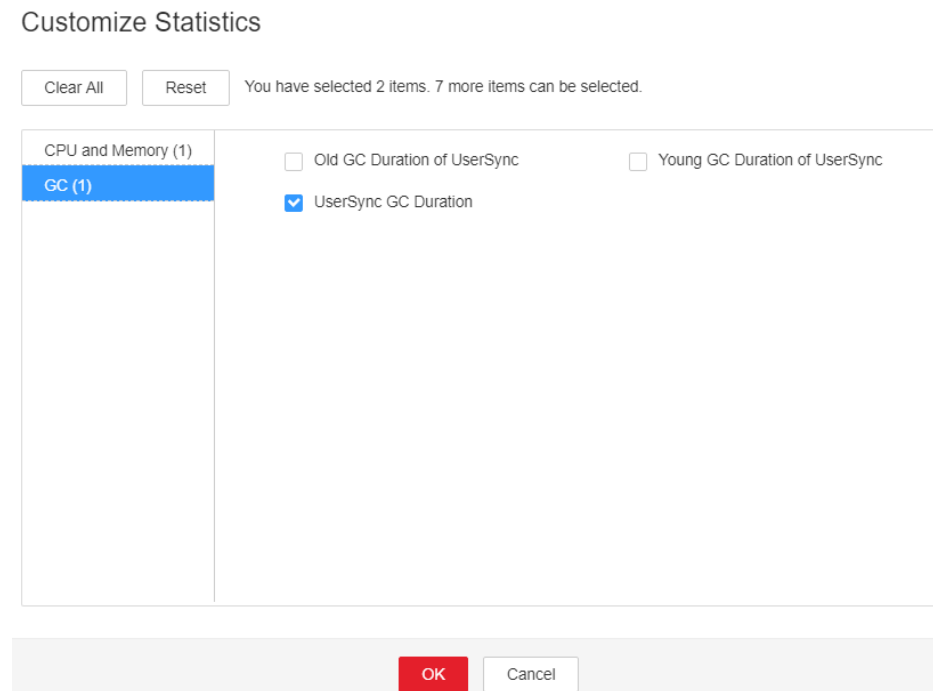 Customize Statistics
Clear All Reset You have selected 2 items. 7 more items can be selected.
CPU and Memory (1)
GC (1)
Old GC Duration of UserSync Young GC Duration of UserSync
UserSync GC Duration
OK Cancel